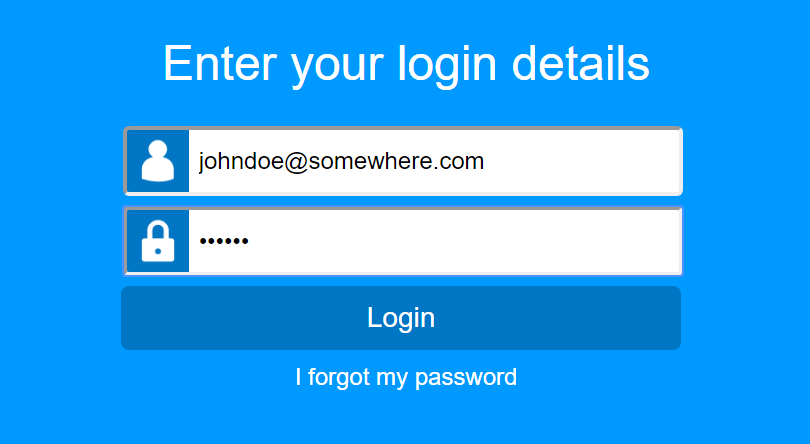 Enter your login details
johndoe@somewhere.com
••••••
Login
I forgot my password